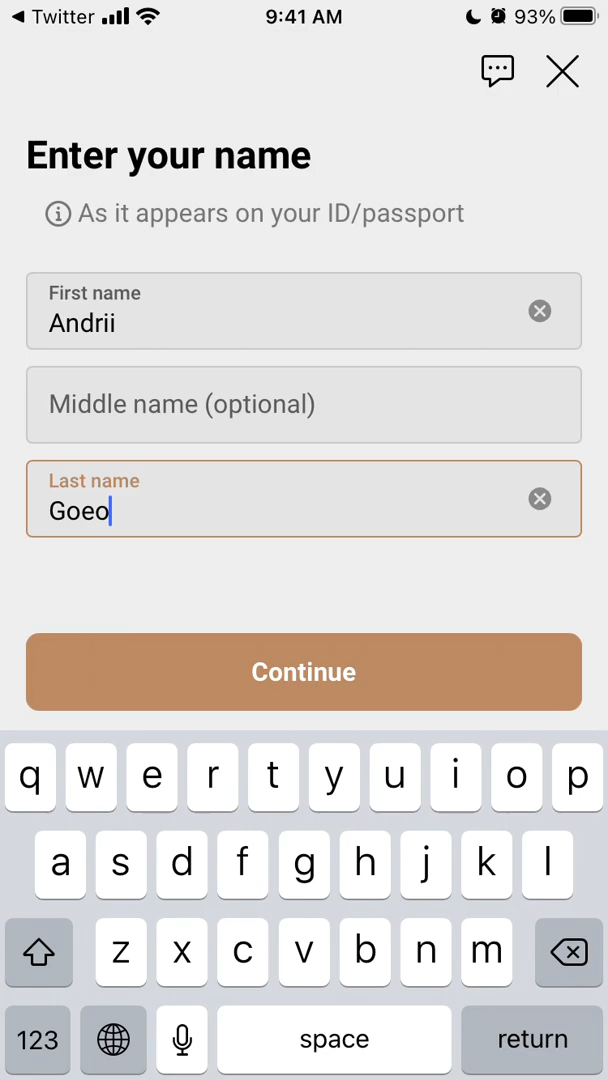 Twitter 9:41 AM 93%
Enter your name
As it appears on your ID/passport
First name
Andrii
Middle name (optional)
Last name
Goeo
Continue
q w e r t y u i o p
a s d f g h j k l
z x c v b n m
123 space return